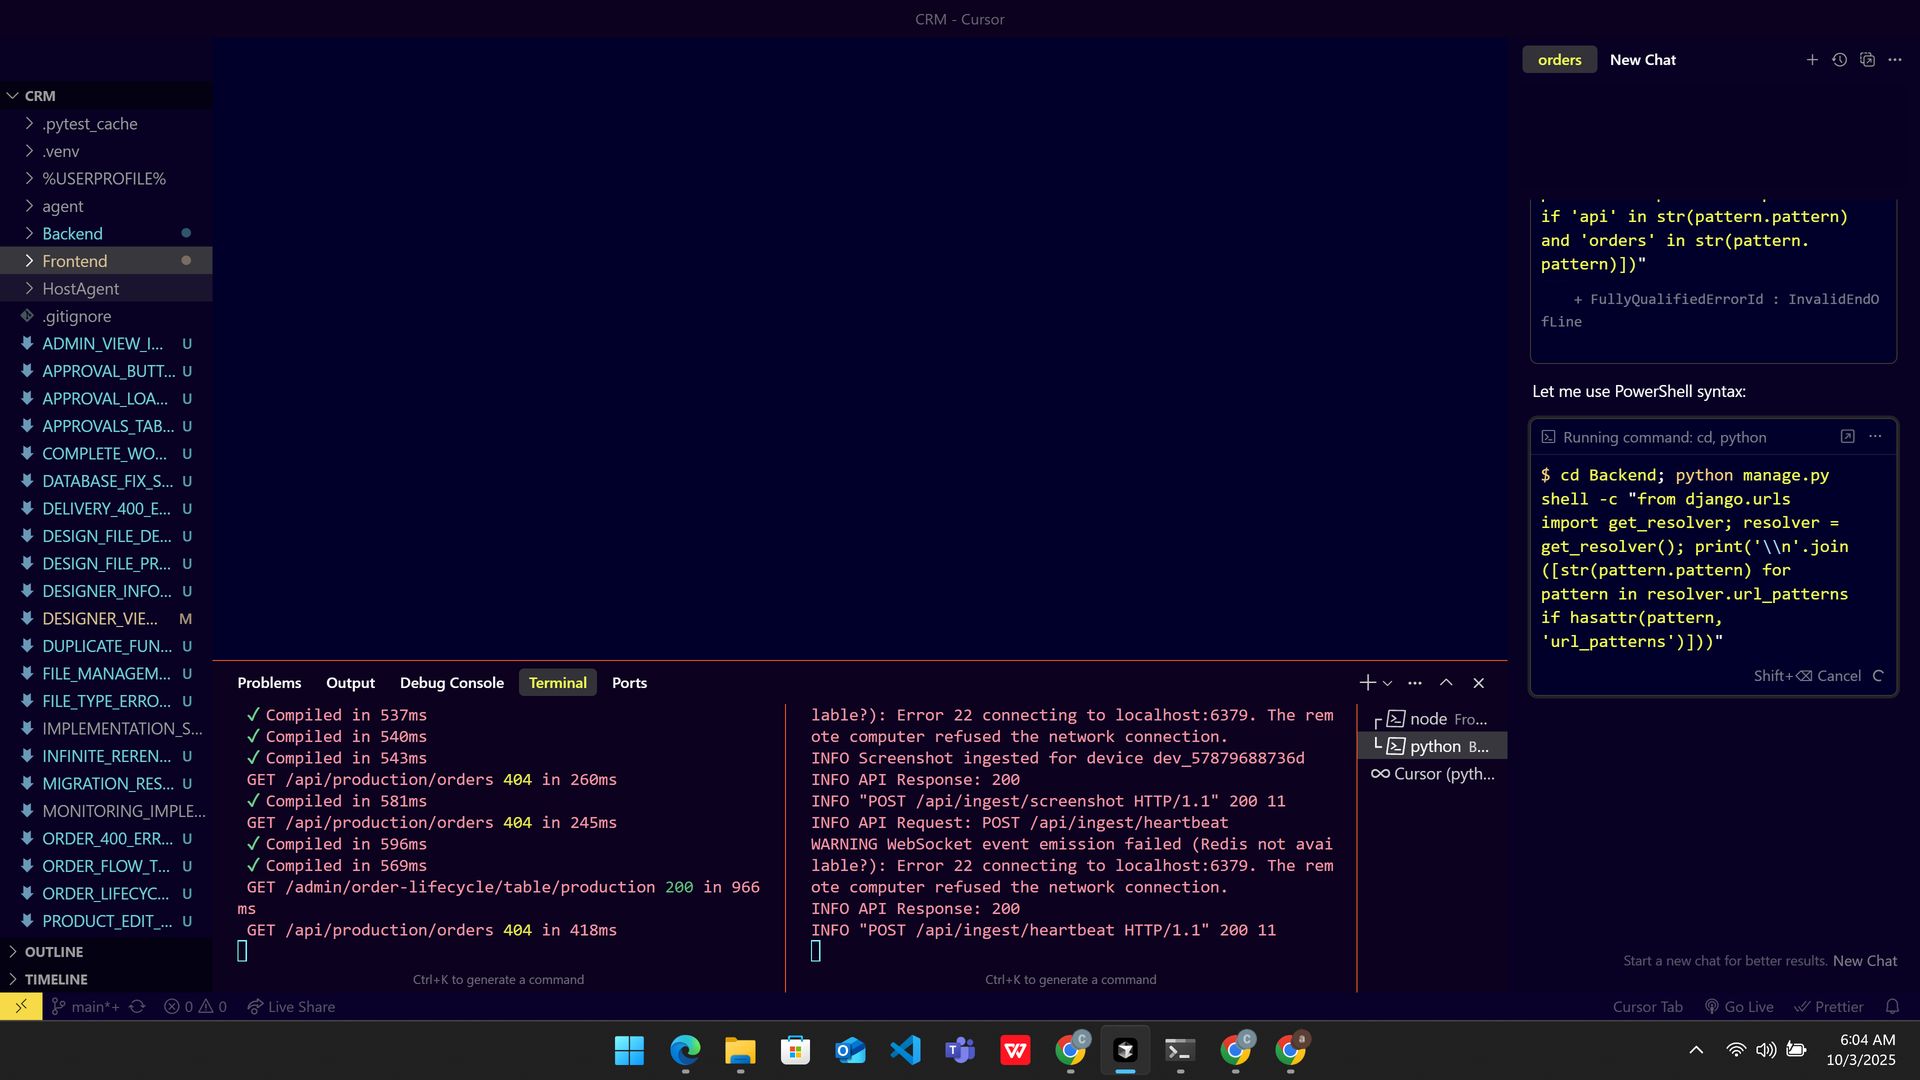 CRM - Cursor
CRM
.pytest_cache
.venv
%USERPROFILE%
agent
Backend
Frontend
HostAgent
.gitignore
ADMIN_VIEW_I... U
APPROVAL_BUTT... U
APPROVAL_LOA... U
APPROVALS_TAB... U
COMPLETE_WO... U
DATABASE_FIX_S... U
DELIVERY_400_E... U
DESIGN_FILE_DE... U
DESIGN_FILE_PR... U
DESIGNER_INFO... U
DESIGNER_VIE... M
DUPLICATE_FUN... U
FILE_MANAGEM... U
FILE_TYPE_ERRO... U
IMPLEMENTATION_S...
INFINITE_REREN... U
MIGRATION_RES... U
MONITORING_IMPLE...
ORDER_400_ERR... U
ORDER_FLOW_T... U
ORDER_LIFECYC... U
PRODUCT_EDIT_... U
OUTLINE
TIMELINE
Problems Output Debug Console Terminal Ports
✓ Compiled in 537ms
✓ Compiled in 540ms
✓ Compiled in 543ms
GET /api/production/orders 404 in 260ms
✓ Compiled in 581ms
GET /api/production/orders 404 in 245ms
✓ Compiled in 596ms
✓ Compiled in 569ms
GET /admin/order-lifecycle/table/production 200 in 966
ms
GET /api/production/orders 404 in 418ms
Ctrl+K to generate a command
lable?): Error 22 connecting to localhost:6379. The rem
ote computer refused the network connection.
INFO Screenshot ingested for device dev_57879688736d
INFO API Response: 200
INFO "POST /api/ingest/screenshot HTTP/1.1" 200 11
INFO API Request: POST /api/ingest/heartbeat
WARNING WebSocket event emission failed (Redis not avai
lable?): Error 22 connecting to localhost:6379. The rem
ote computer refused the network connection.
INFO API Response: 200
INFO "POST /api/ingest/heartbeat HTTP/1.1" 200 11
Ctrl+K to generate a command
node Fro...
python B...
Cursor (pyth...
orders New Chat
if 'api' in str(pattern.pattern)
and 'orders' in str(pattern.
pattern)])"
+ FullyQualifiedErrorId : InvalidEndO
fLine
Let me use PowerShell syntax:
Running command: cd, python
$ cd Backend; python manage.py
shell -c "from django.urls
import get_resolver; resolver =
get_resolver(); print('\\n'.join
([str(pattern.pattern) for
pattern in resolver.url_patterns
if hasattr(pattern,
'url_patterns')]))"
Shift+⌫ Cancel
Start a new chat for better results. New Chat
main*+ 0 0 Live Share
Cursor Tab Go Live Prettier
6:04 AM
10/3/2025